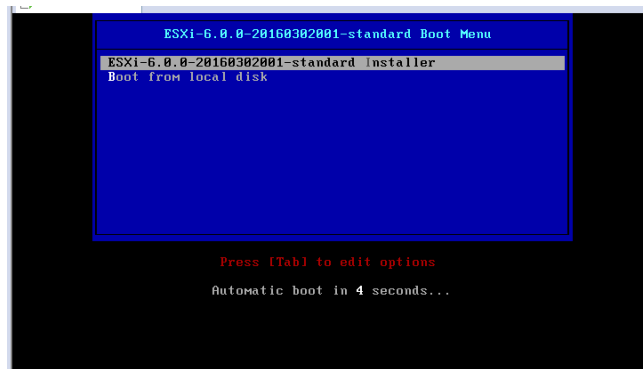 ESXi-6.0.0-20160302001-standard Boot Menu
ESXi-6.0.0-20160302001-standard Installer
Boot from local disk
Press [Tab] to edit options
Automatic boot in 4 seconds...